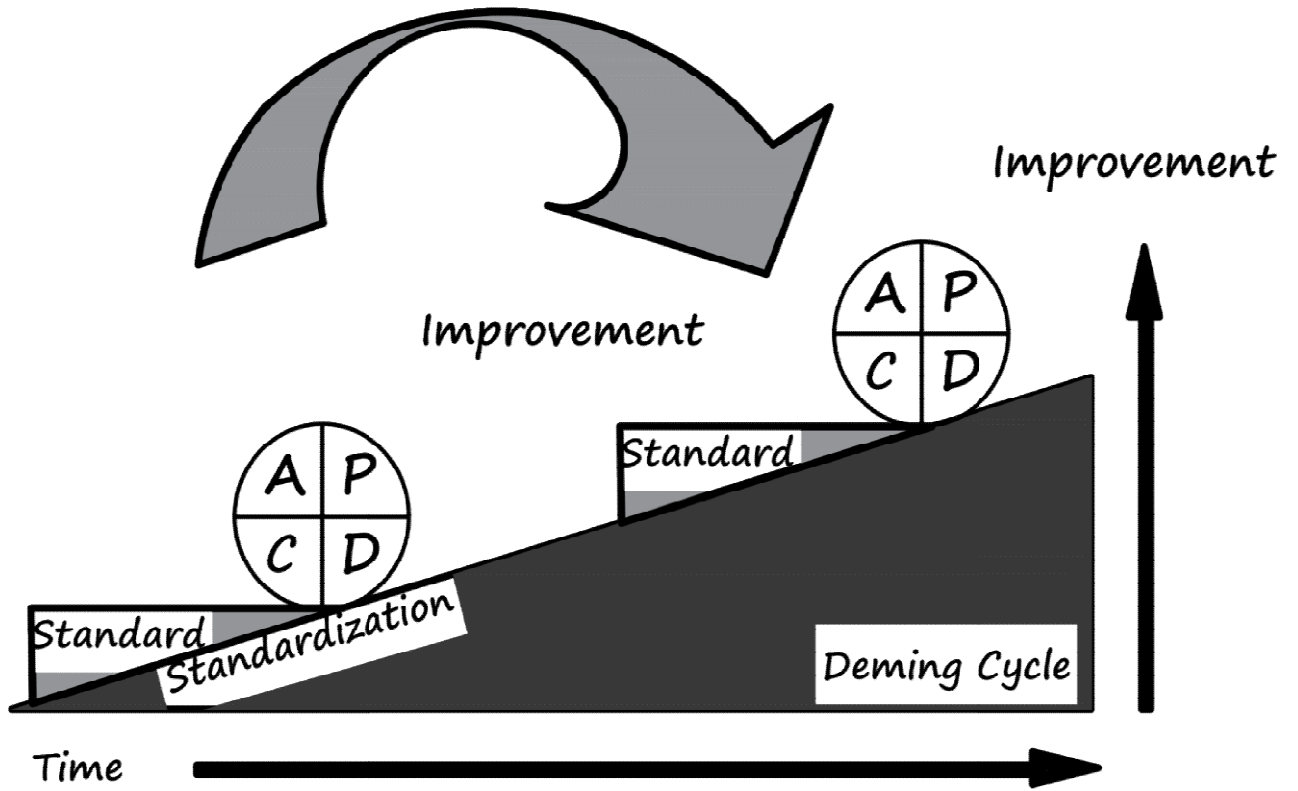 Improvement
Improvement
A P
C D
A P
C D
Standard
Standard
Standardization
Deming Cycle
Time